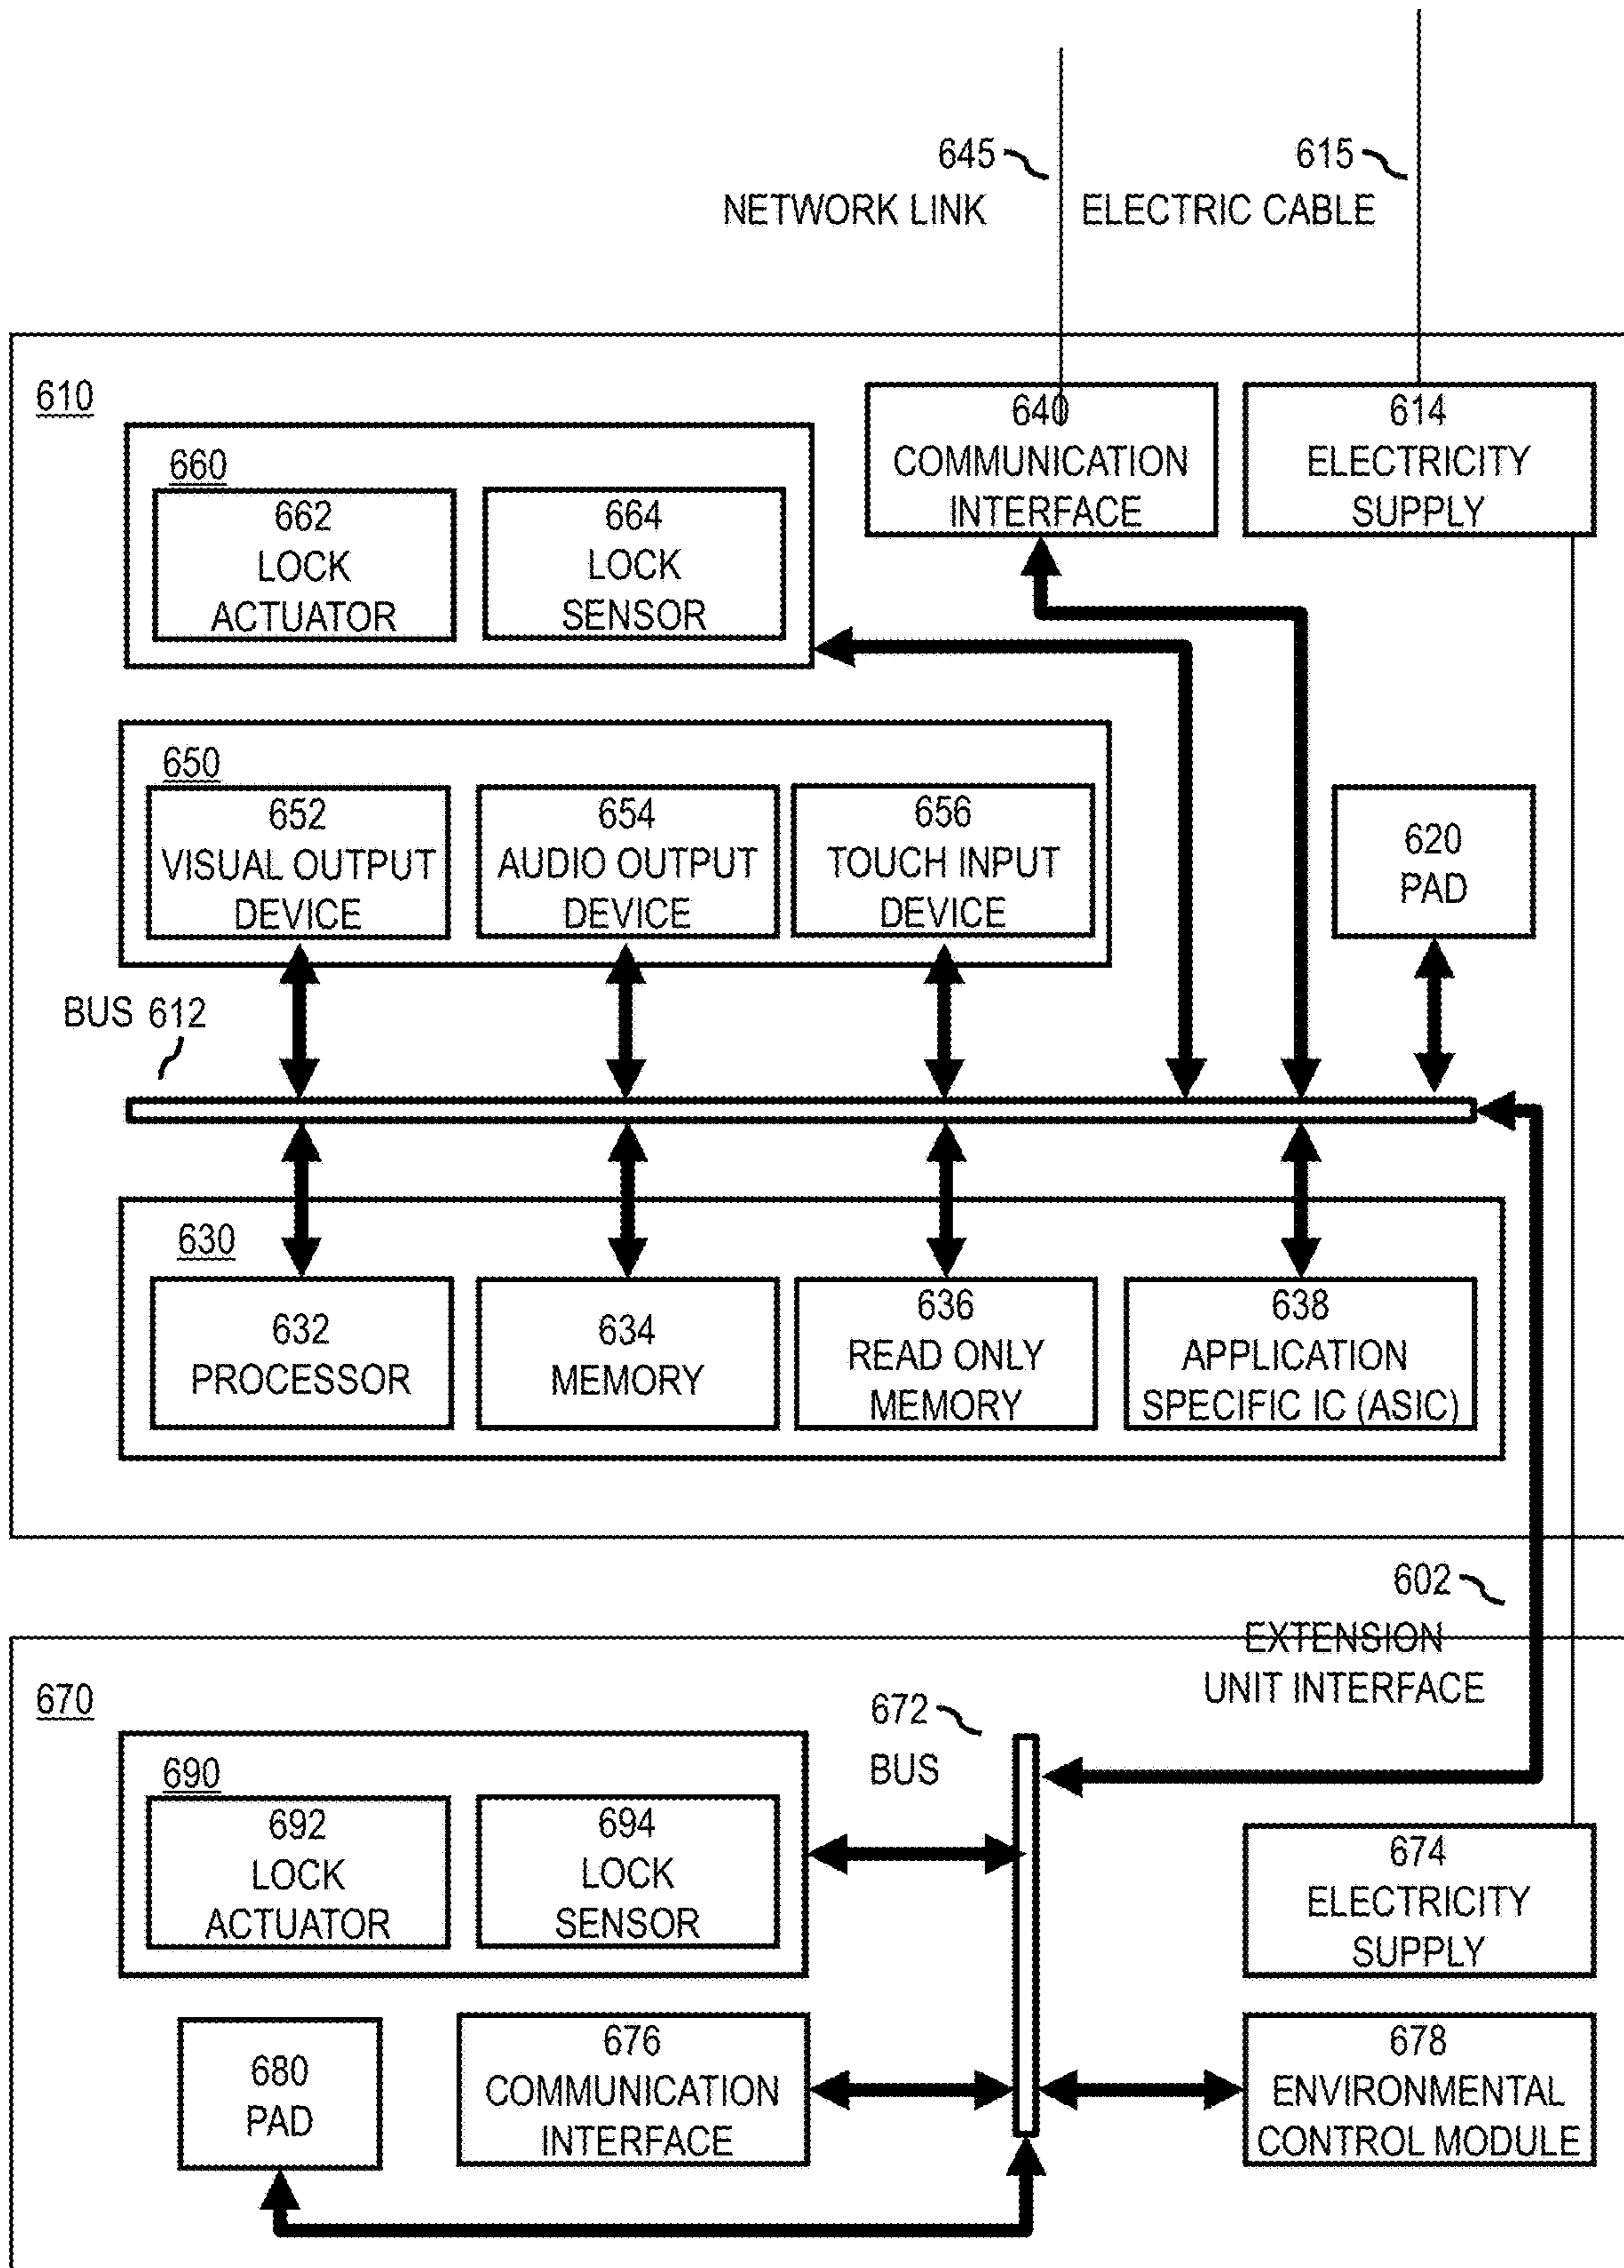 645
615
NETWORK LINK
ELECTRIC CABLE
610
640
COMMUNICATION
INTERFACE
614
ELECTRICITY
SUPPLY
660
662
LOCK
ACTUATOR
664
LOCK
SENSOR
650
652
VISUAL OUTPUT
DEVICE
654
AUDIO OUTPUT
DEVICE
656
TOUCH INPUT
DEVICE
620
PAD
BUS 612
630
632
PROCESSOR
634
MEMORY
636
READ ONLY
MEMORY
638
APPLICATION
SPECIFIC IC (ASIC)
602
EXTENSION
UNIT INTERFACE
670
672
BUS
690
692
LOCK
ACTUATOR
694
LOCK
SENSOR
674
ELECTRICITY
SUPPLY
680
PAD
676
COMMUNICATION
INTERFACE
678
ENVIRONMENTAL
CONTROL MODULE